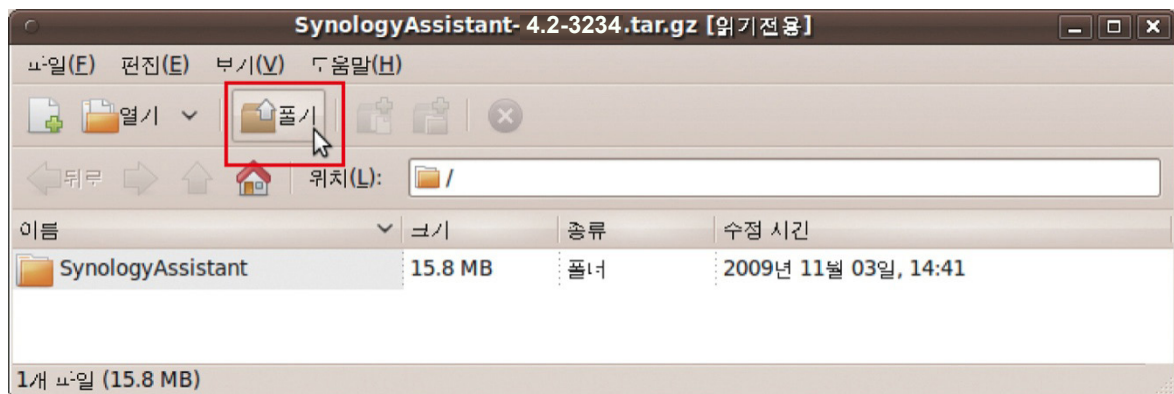 SynologyAssistant- 4.2-3234.tar.gz [읽기전용]
파일(F) 편집(E) 보기(V) 도움말(H)
열기 풀기
뒤로 위치(L): /
이름 크기 종류 수정 시간
SynologyAssistant 15.8 MB 폴더 2009년 11월 03일, 14:41
1개 파일 (15.8 MB)